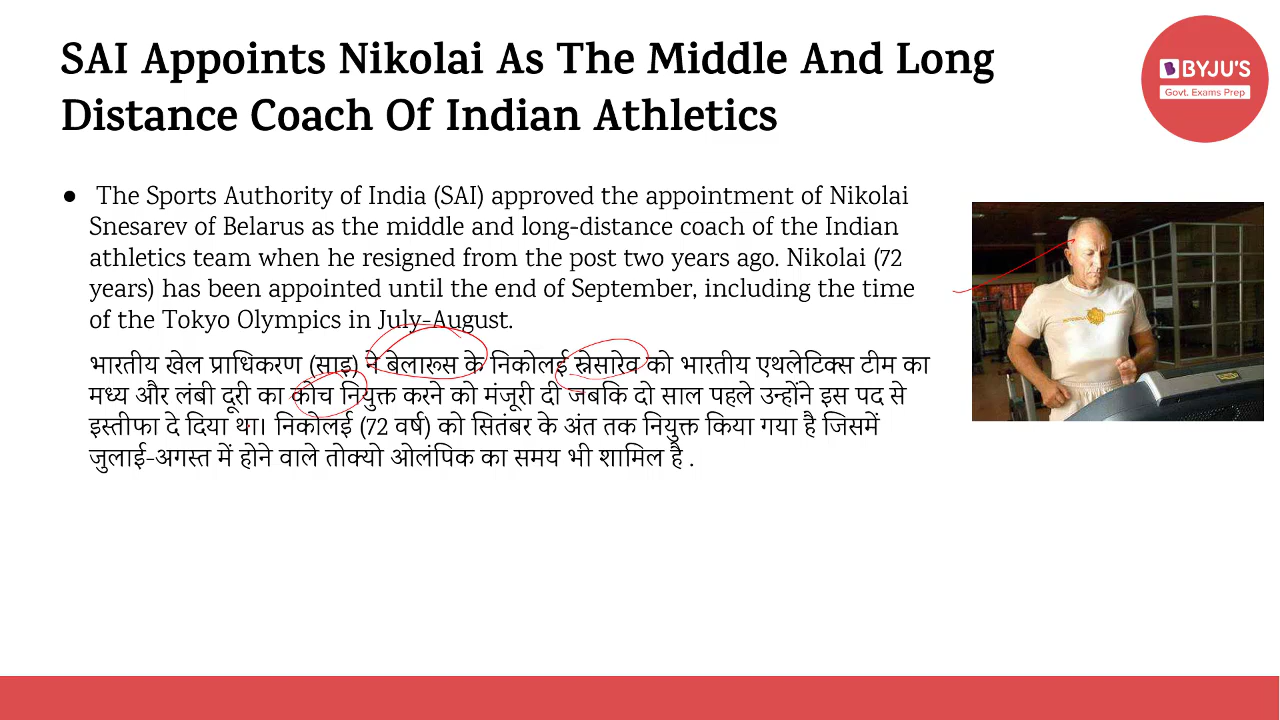 SAI Appoints Nikolai As The Middle And Long
Distance Coach Of Indian Athletics
BYJU'S
Govt. Exams Prep
● The Sports Authority of India (SAI) approved the appointment of Nikolai
Snesarev of Belarus as the middle and long-distance coach of the Indian
athletics team when he resigned from the post two years ago. Nikolai (72
years) has been appointed until the end of September, including the time
of the Tokyo Olympics in July-August.
भारतीय खेल प्राधिकरण (साइ) ने बेलारूस के निकोलई स्नेसारेव को भारतीय एथलेटिक्स टीम का
मध्य और लंबी दूरी का कोच नियुक्त करने को मंजूरी दी जबकि दो साल पहले उन्होंने इस पद से
इस्तीफा दे दिया था। निकोलई (72 वर्ष) को सितंबर के अंत तक नियुक्त किया गया है जिसमें
जुलाई-अगस्त में होने वाले तोक्यो ओलंपिक का समय भी शामिल है .